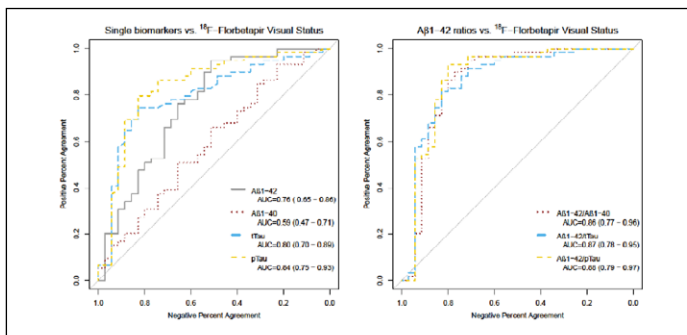 Single biomarkers vs. ¹⁸F−Florbetapir Visual Status
Positive Percent Agreement
1.0
0.8
0.6
0.4
0.2
0.0
Aβ1−42
AUC=0.76 ( 0.65 − 0.86)
Aβ1−40
AUC=0.59 (0.47 − 0.71)
tTau
AUC=0.80 (0.70 − 0.89)
pTau
AUC=0.84 (0.75 − 0.93)
1.0 0.8 0.6 0.4 0.2 0.0
Negative Percent Agreement
Aβ1−42 ratios vs. ¹⁸F−Florbetapir Visual Status
Positive Percent Agreement
1.0
0.8
0.6
0.4
0.2
0.0
Aβ1−42/Aβ1−40
AUC=0.86 (0.77 − 0.96)
Aβ1−42/tTau
AUC=0.87 (0.78 − 0.95)
Aβ1−42/pTau
AUC=0.88 (0.79 − 0.97)
1.0 0.8 0.6 0.4 0.2 0.0
Negative Percent Agreement